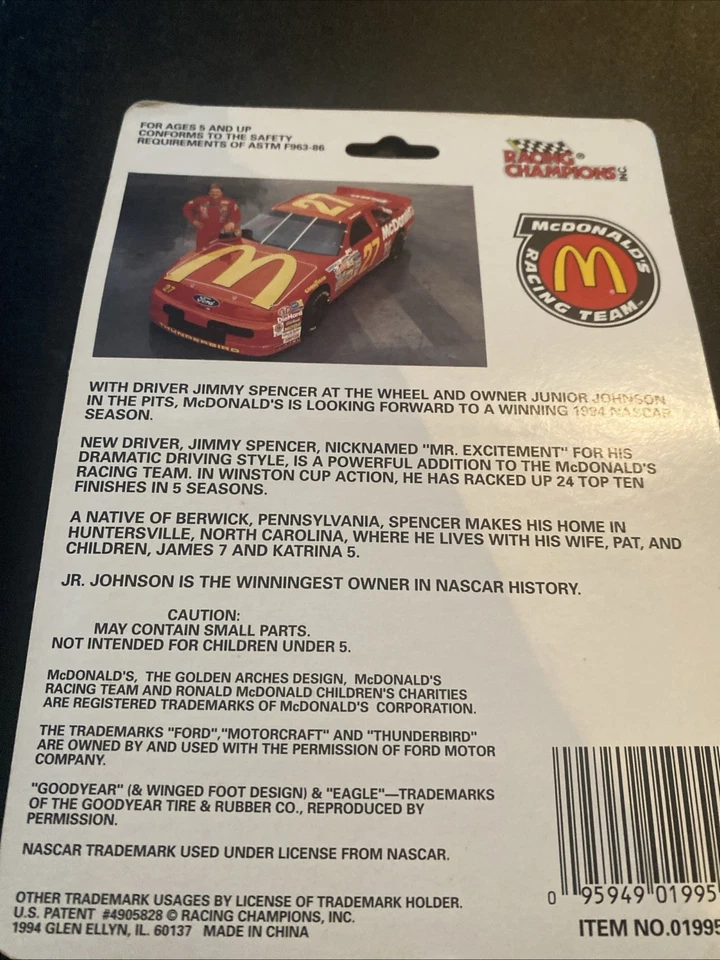 FOR AGES 5 AND UP
CONFORMS TO THE SAFETY
REQUIREMENTS OF ASTM F963-86
RACING ®
CHAMPIONS INC.
27
McDonald's
27
27
Ford
DieHard
THUNDERBIRD
McDONALD'S
RACING TEAM
WITH DRIVER JIMMY SPENCER AT THE WHEEL AND OWNER JUNIOR JOHNSON
IN THE PITS, McDONALD'S IS LOOKING FORWARD TO A WINNING 1994 NASCAR
SEASON.
NEW DRIVER, JIMMY SPENCER, NICKNAMED "MR. EXCITEMENT" FOR HIS
DRAMATIC DRIVING STYLE, IS A POWERFUL ADDITION TO THE McDONALD'S
RACING TEAM. IN WINSTON CUP ACTION, HE HAS RACKED UP 24 TOP TEN
FINISHES IN 5 SEASONS.
A NATIVE OF BERWICK, PENNSYLVANIA, SPENCER MAKES HIS HOME IN
HUNTERSVILLE, NORTH CAROLINA, WHERE HE LIVES WITH HIS WIFE, PAT, AND
CHILDREN, JAMES 7 AND KATRINA 5.
JR. JOHNSON IS THE WINNINGEST OWNER IN NASCAR HISTORY.
CAUTION:
MAY CONTAIN SMALL PARTS.
NOT INTENDED FOR CHILDREN UNDER 5.
McDONALD'S, THE GOLDEN ARCHES DESIGN, McDONALD'S
RACING TEAM AND RONALD McDONALD CHILDREN'S CHARITIES
ARE REGISTERED TRADEMARKS OF McDONALD'S CORPORATION.
THE TRADEMARKS "FORD","MOTORCRAFT" AND "THUNDERBIRD"
ARE OWNED BY AND USED WITH THE PERMISSION OF FORD MOTOR
COMPANY.
"GOODYEAR" (& WINGED FOOT DESIGN) & "EAGLE"—TRADEMARKS
OF THE GOODYEAR TIRE & RUBBER CO., REPRODUCED BY
PERMISSION.
NASCAR TRADEMARK USED UNDER LICENSE FROM NASCAR.
OTHER TRADEMARK USAGES BY LICENSE OF TRADEMARK HOLDER.
U.S. PATENT #4905828 © RACING CHAMPIONS, INC.
1994 GLEN ELLYN, IL. 60137 MADE IN CHINA
0 95949 01995
ITEM NO.01995